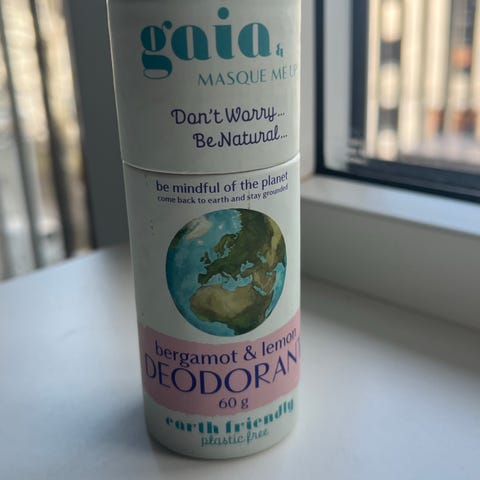 gaia &
MASQUE ME UP
Don't Worry...
Be Natural...
be mindful of the planet
come back to earth and stay grounded
bergamot & lemon
DEODORANT
60 g
earth friendly
plastic free